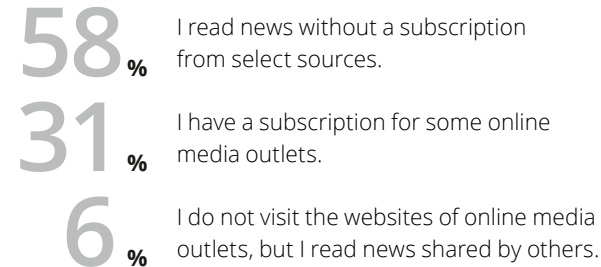 58% I read news without a subscription
from select sources.
31% I have a subscription for some online
media outlets.
6% I do not visit the websites of online media
outlets, but I read news shared by others.